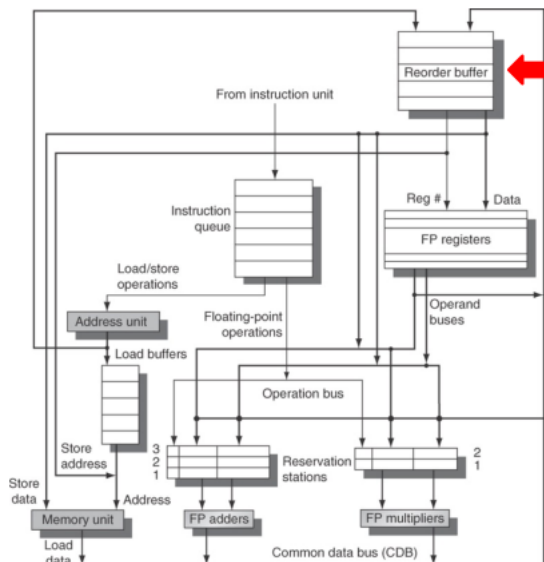 Reorder buffer
From instruction unit
Reg #
Data
Instruction
queue
FP registers
Load/store
operations
Operand
buses
Address unit
Floating-point
operations
Load buffers
Operation bus
Store
address
3
2
1
Reservation
stations
2
1
Store
data
Address
Memory unit
FP adders
FP multipliers
Load
data
Common data bus (CDB)